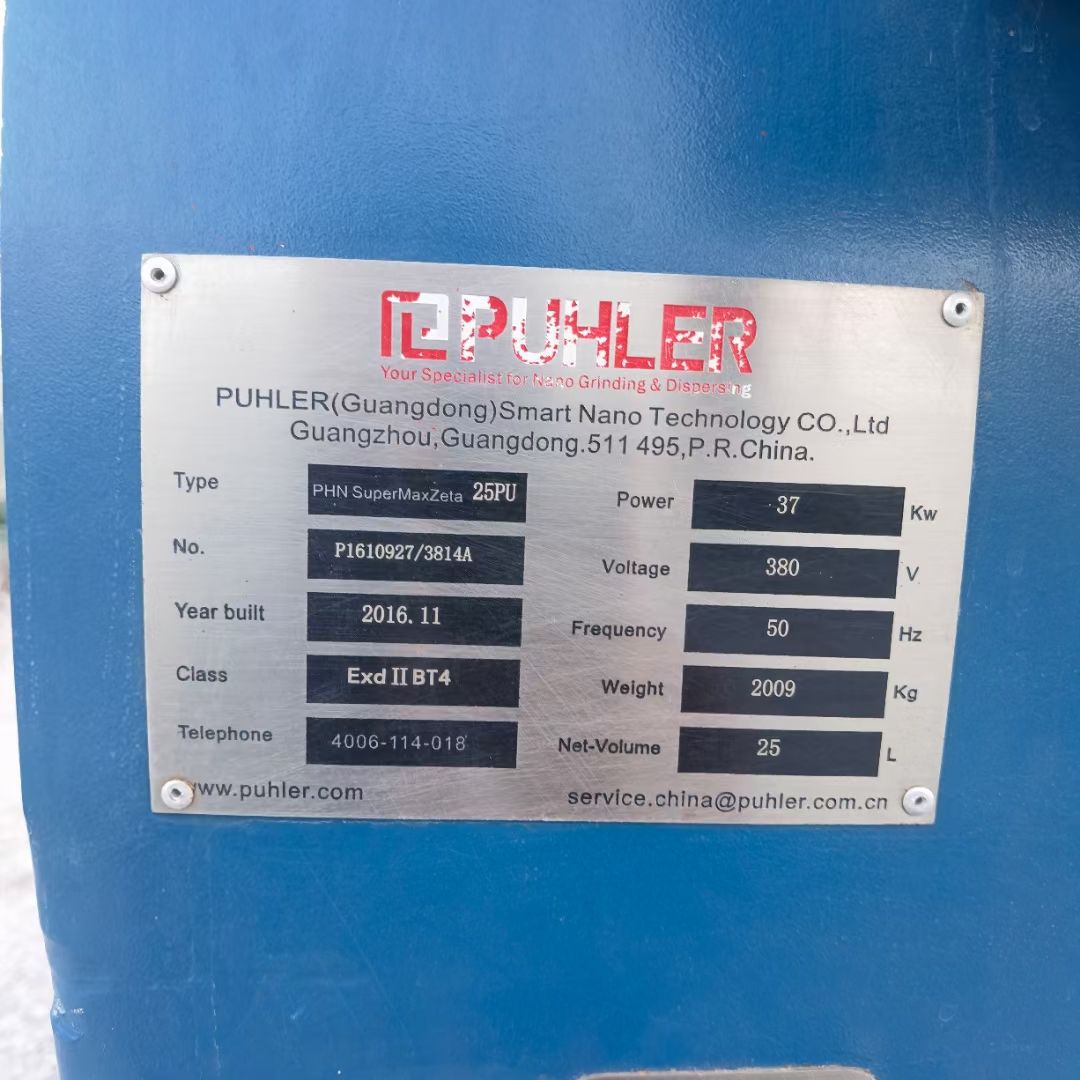 PUHLER
Your Specialist for Nano Grinding & Dispersing
PUHLER(Guangdong)Smart Nano Technology CO.,Ltd
Guangzhou,Guangdong.511 495,P.R.China.
Type PHN SuperMaxZeta 25PU
Power 37 Kw
No. P1610927/3814A
Voltage 380 V
Year built 2016.11
Frequency 50 Hz
Class Exd II BT4
Weight 2009 Kg
Telephone 4006-114-018
Net-Volume 25 L
www.puhler.com
service.china@puhler.com.cn